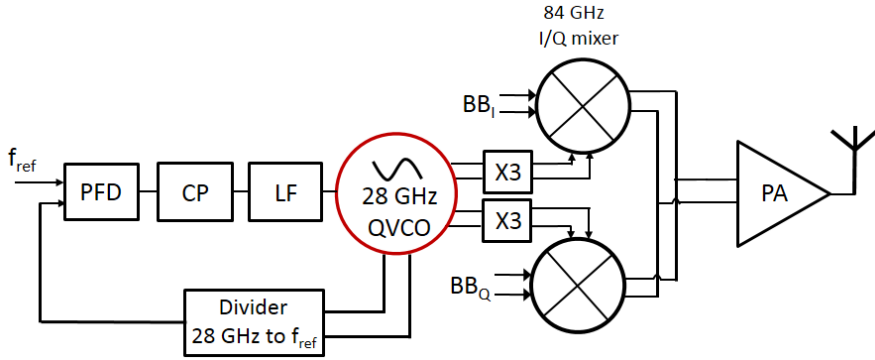 84 GHz
I/Q mixer
BB_I
f_ref
PFD
CP
LF
28 GHz
QVCO
X3
X3
PA
BB_Q
Divider
28 GHz to f_ref